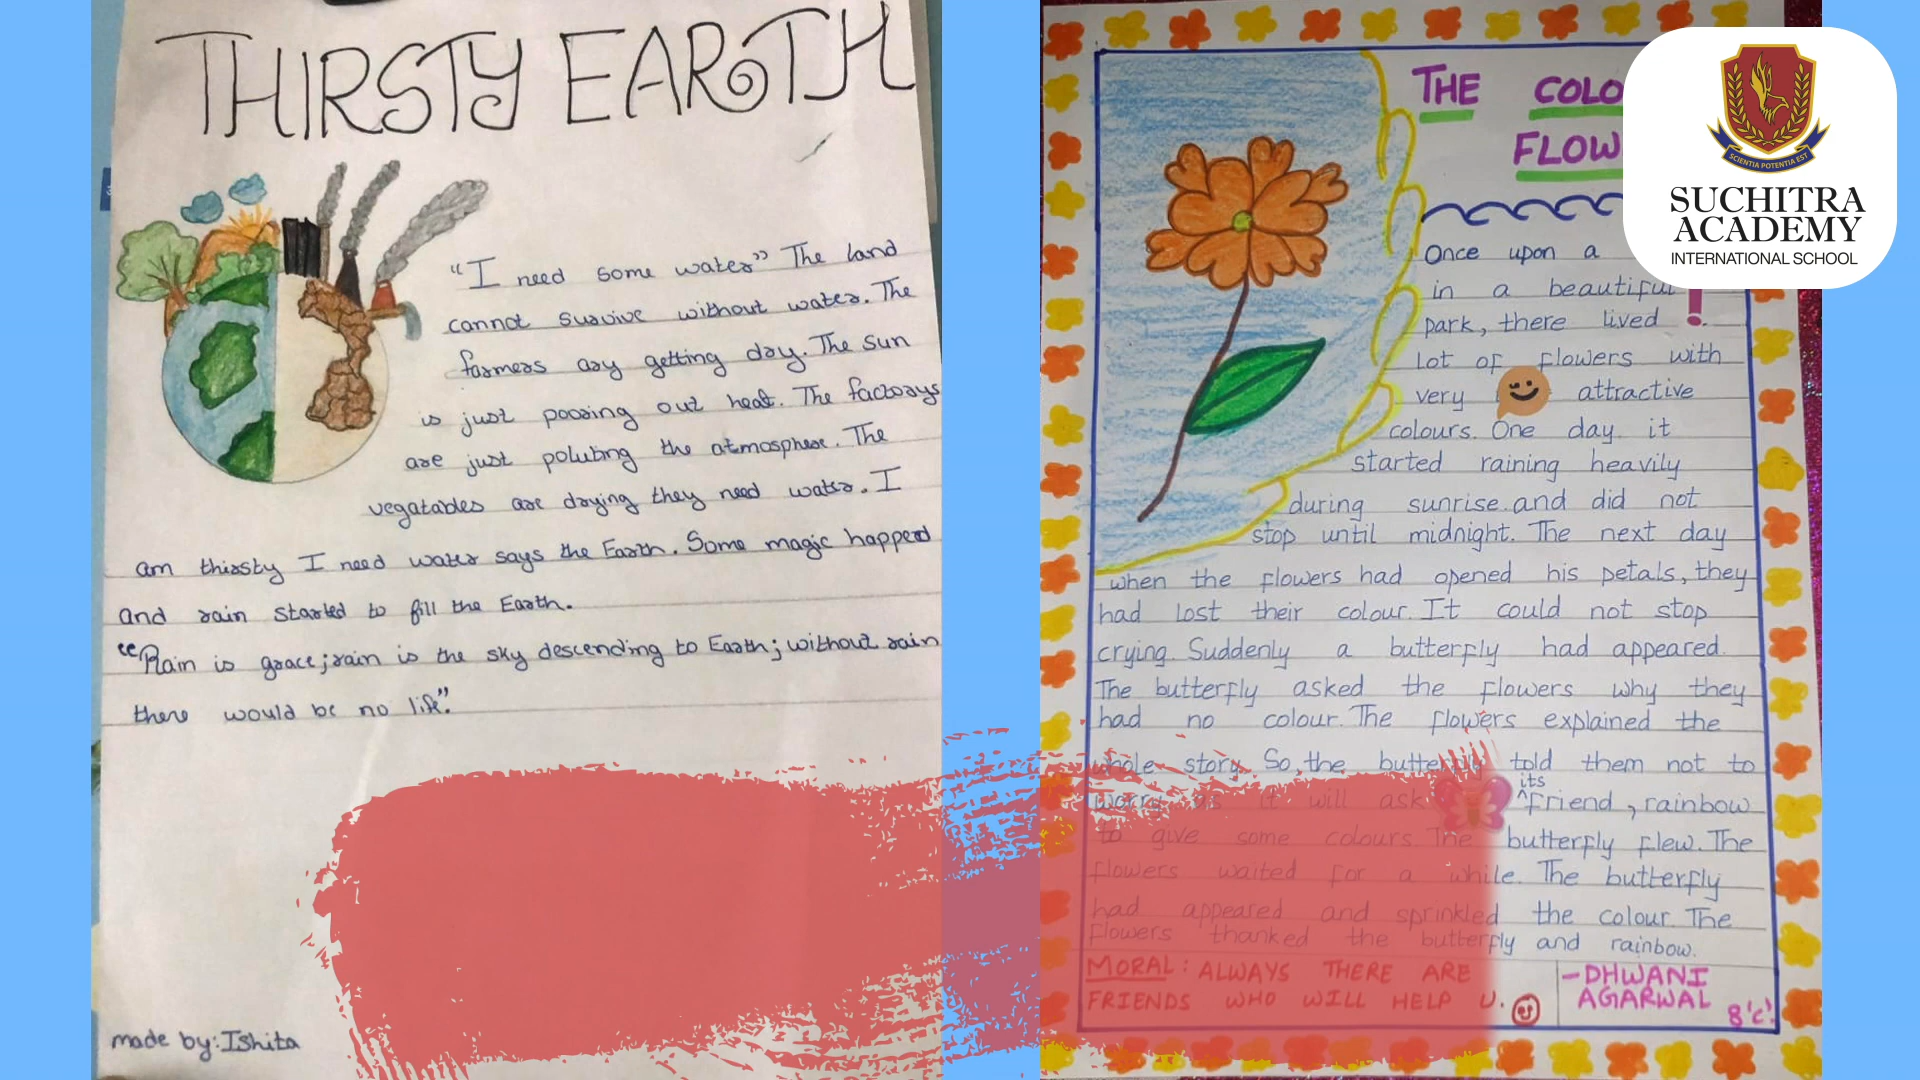 THIRSTY EARTH
"I need some water" The land
cannot survive without water. The
farmers ary getting dry. The sun
is just pooring out heat. The factorys
are just poluting the atmosphere. The
vegatables are drying they need water. I
am thirsty I need water says the Earth. Some magic happend
and rain started to fill the Earth.
"Rain is grace; rain is the sky descending to Earth; without rain
there would be no life."
made by: Ishita
THE COLO
FLOW
Once upon a
in a beautiful
park, there lived
lot of flowers with
very attractive
colours. One day it
started raining heavily
during sunrise and did not
stop until midnight. The next day
when the flowers had opened his petals, they
had lost their colour. It could not stop
crying. Suddenly a butterfly had appeared.
The butterfly asked the flowers why they
had no colour. The flowers explained the
whole story. So, the butterfly told them not to
worry as it will ask its friend, rainbow
to give some colours. The butterfly flew. The
flowers waited for a while. The butterfly
had appeared and sprinkled the colour. The
flowers thanked the butterfly and rainbow.
MORAL: ALWAYS THERE ARE
FRIENDS WHO WILL HELP U.
- DHWANI
AGARWAL
8'c'
SCIENTIA POTENTIA EST
SUCHITRA
ACADEMY
INTERNATIONAL SCHOOL